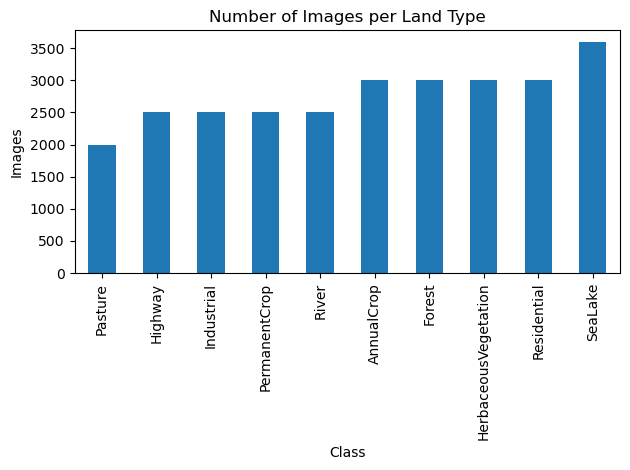 Number of Images per Land Type
Images
3500
3000
2500
2000
1500
1000
500
0
Pasture
Highway
Industrial
PermanentCrop
River
AnnualCrop
Forest
HerbaceousVegetation
Residential
SeaLake
Class